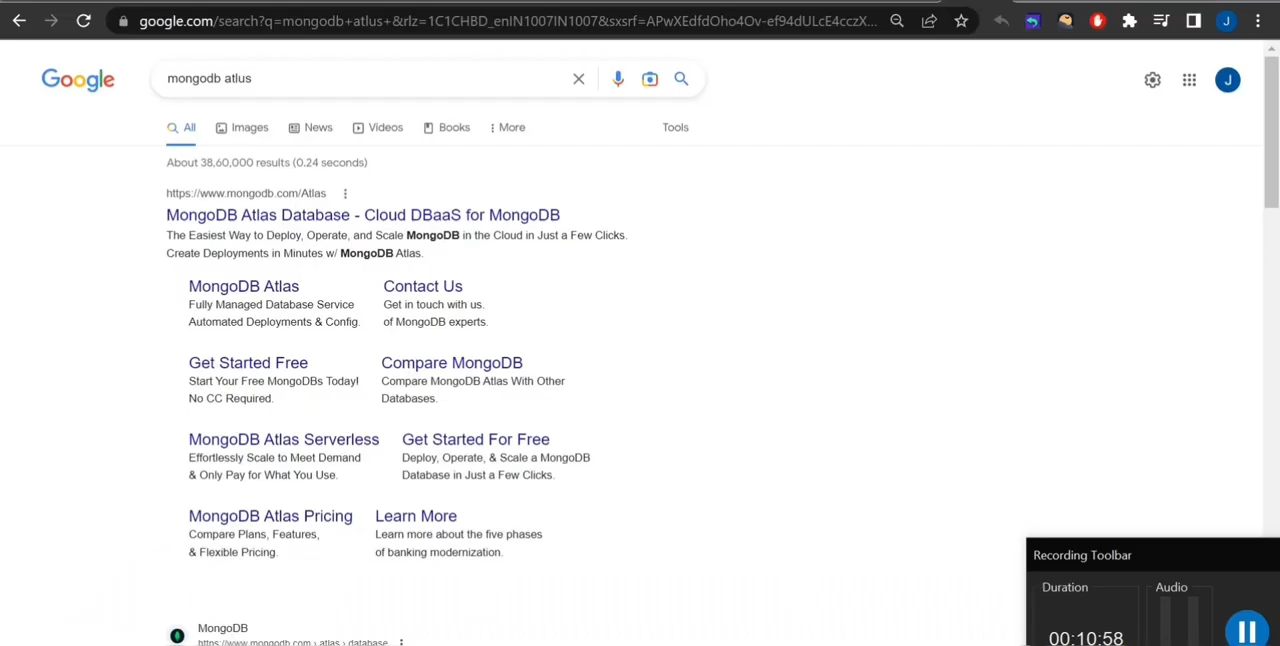 google.com/search?q=mongodb+atlus+&rlz=1C1CHBD_enIN1007IN1007&sxsrf=APwXEdfdOho4Ov-ef94dULcE4cczX...
J
Google
mongodb atlus
J
All Images News Videos Books More Tools
About 38,60,000 results (0.24 seconds)
https://www.mongodb.com/Atlas
MongoDB Atlas Database - Cloud DBaaS for MongoDB
The Easiest Way to Deploy, Operate, and Scale MongoDB in the Cloud in Just a Few Clicks.
Create Deployments in Minutes w/ MongoDB Atlas.
MongoDB Atlas
Fully Managed Database Service
Automated Deployments & Config.
Contact Us
Get in touch with us.
of MongoDB experts.
Get Started Free
Start Your Free MongoDBs Today!
No CC Required.
Compare MongoDB
Compare MongoDB Atlas With Other
Databases.
MongoDB Atlas Serverless
Effortlessly Scale to Meet Demand
& Only Pay for What You Use.
Get Started For Free
Deploy, Operate, & Scale a MongoDB
Database in Just a Few Clicks.
MongoDB Atlas Pricing
Compare Plans, Features,
& Flexible Pricing.
Learn More
Learn more about the five phases
of banking modernization.
MongoDB
https://www.mongodb.com › atlas › database
Recording Toolbar
Duration
Audio
00:10:58